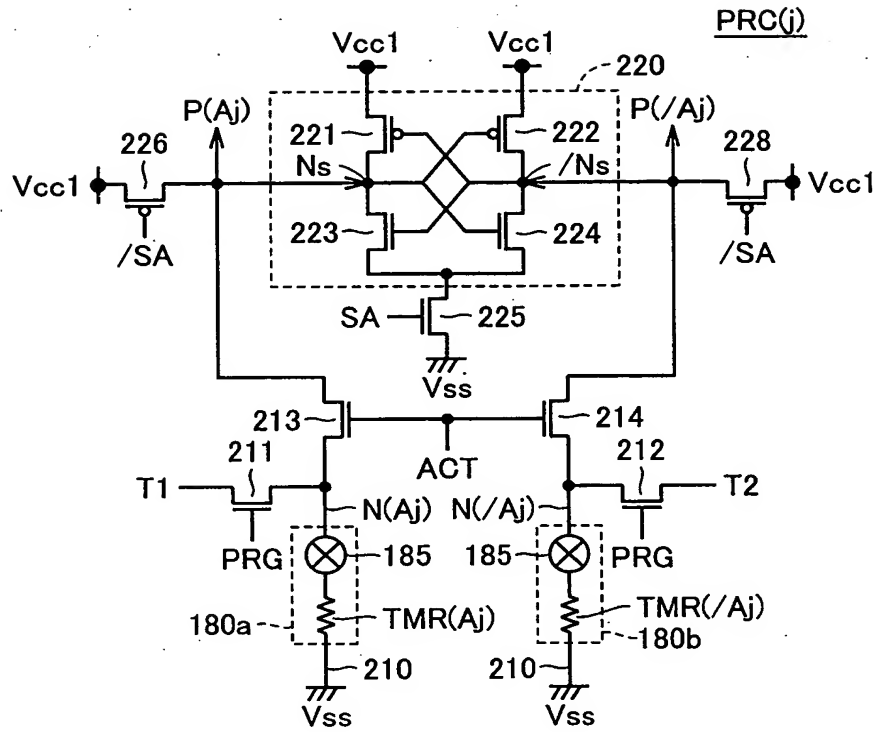 PRC(j)
Vcc1 Vcc1
220
P(Aj) P(/Aj)
226 221 222 228
Ns /Ns
Vcc1 Vcc1
223 224
/SA /SA
SA 225
Vss
213 214
211 ACT 212
T1 T2
N(Aj) N(/Aj)
PRG 185 185 PRG
TMR(Aj) TMR(/Aj)
180a 180b
210 210
Vss Vss